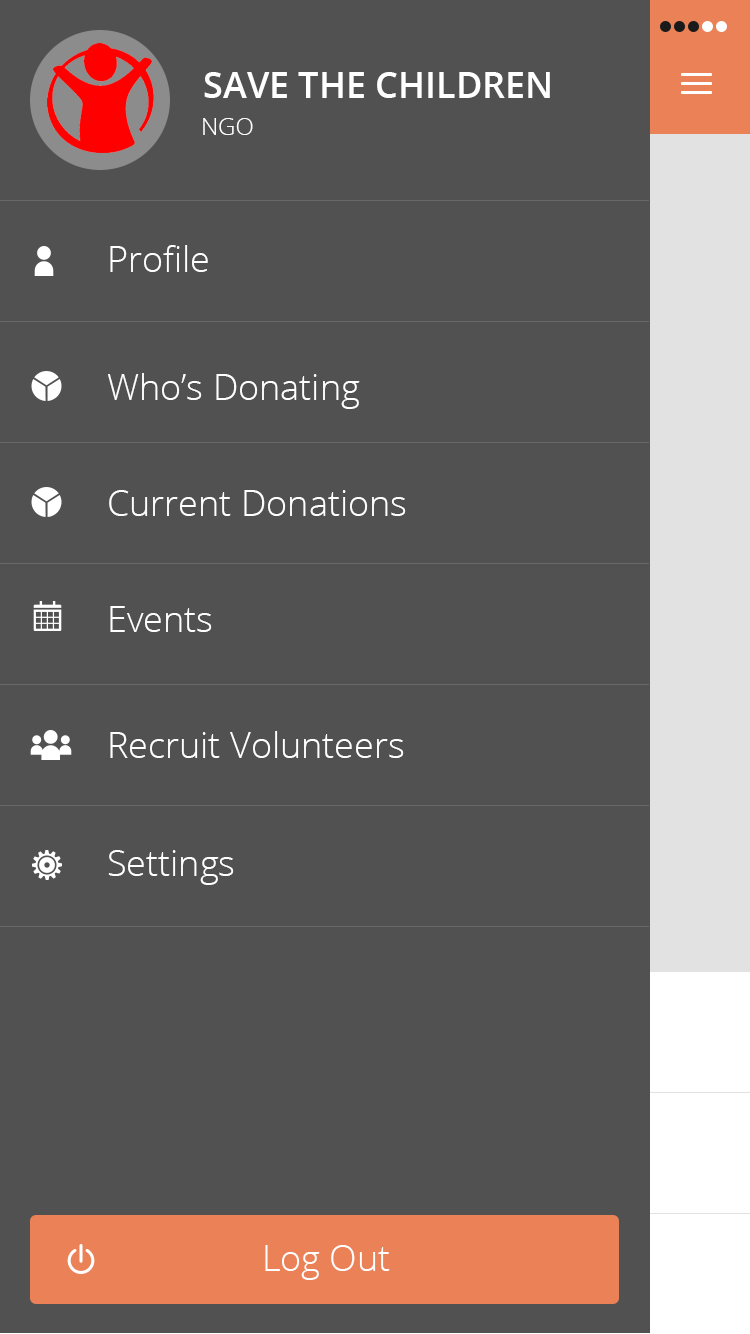 SAVE THE CHILDREN
NGO
Profile
Who’s Donating
Current Donations
Events
Recruit Volunteers
Settings
Log Out